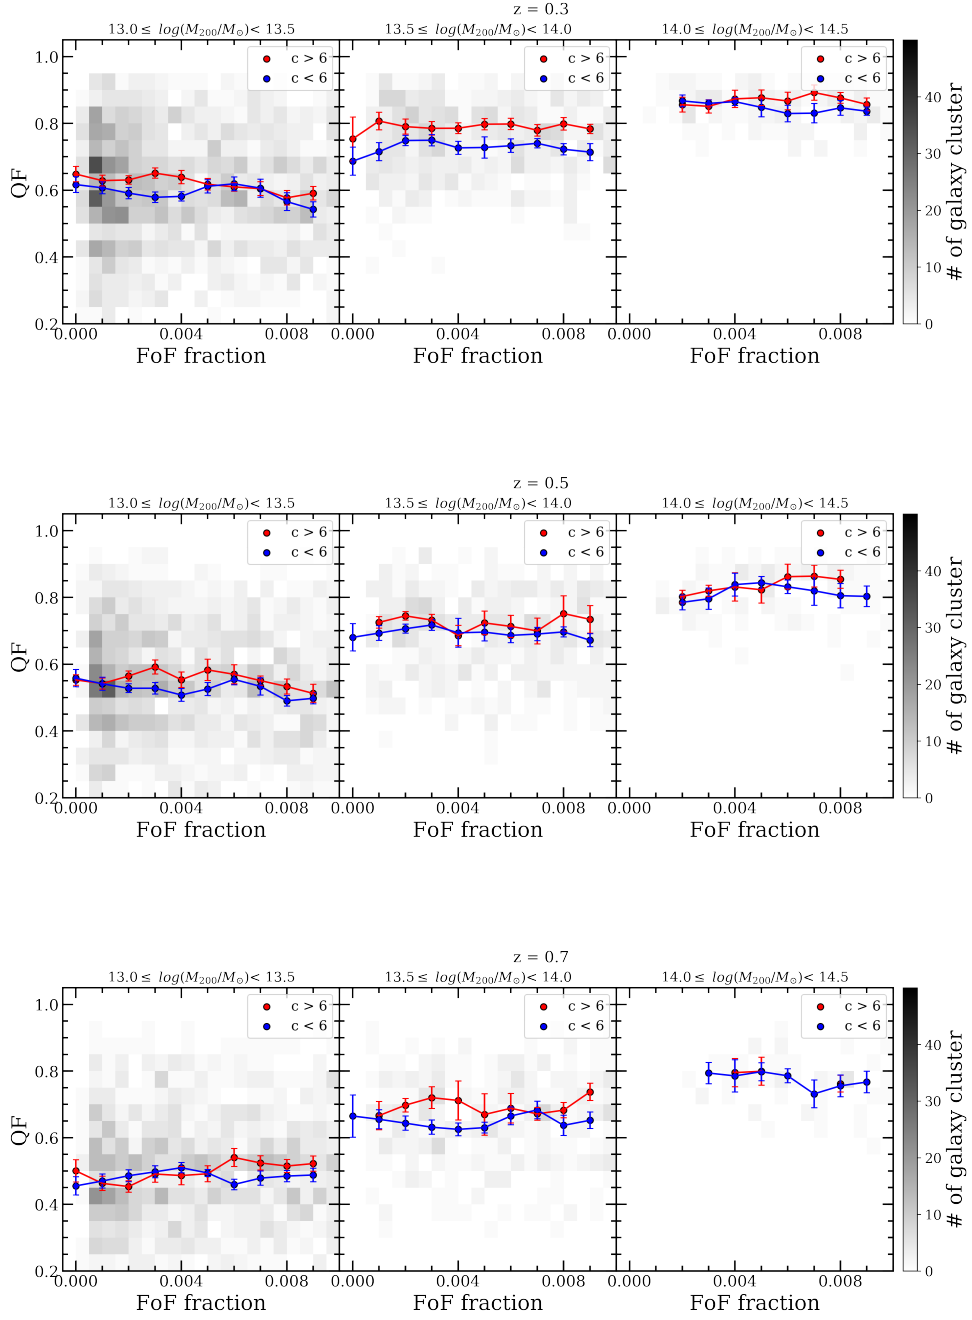 z = 0.3
13.0 ≤ log(M₂₀₀/M⊙) < 13.5
13.5 ≤ log(M₂₀₀/M⊙) < 14.0
14.0 ≤ log(M₂₀₀/M⊙) < 14.5
1.0
0.8
0.6
0.4
0.2
QF
c > 6
c < 6
c > 6
c < 6
c > 6
c < 6
0.000 0.004 0.008
0.000 0.004 0.008
0.004 0.008
FoF fraction
FoF fraction
FoF fraction
40
30
20
10
0
# of galaxy cluster
z = 0.5
13.0 ≤ log(M₂₀₀/M⊙) < 13.5
13.5 ≤ log(M₂₀₀/M⊙) < 14.0
14.0 ≤ log(M₂₀₀/M⊙) < 14.5
1.0
0.8
0.6
0.4
0.2
QF
c > 6
c < 6
c > 6
c < 6
c > 6
c < 6
0.000 0.004 0.008
0.000 0.004 0.008
0.004 0.008
FoF fraction
FoF fraction
FoF fraction
40
30
20
10
0
# of galaxy cluster
z = 0.7
13.0 ≤ log(M₂₀₀/M⊙) < 13.5
13.5 ≤ log(M₂₀₀/M⊙) < 14.0
14.0 ≤ log(M₂₀₀/M⊙) < 14.5
1.0
0.8
0.6
0.4
0.2
QF
c > 6
c < 6
c > 6
c < 6
c > 6
c < 6
0.000 0.004 0.008
0.000 0.004 0.008
0.004 0.008
FoF fraction
FoF fraction
FoF fraction
40
30
20
10
0
# of galaxy cluster